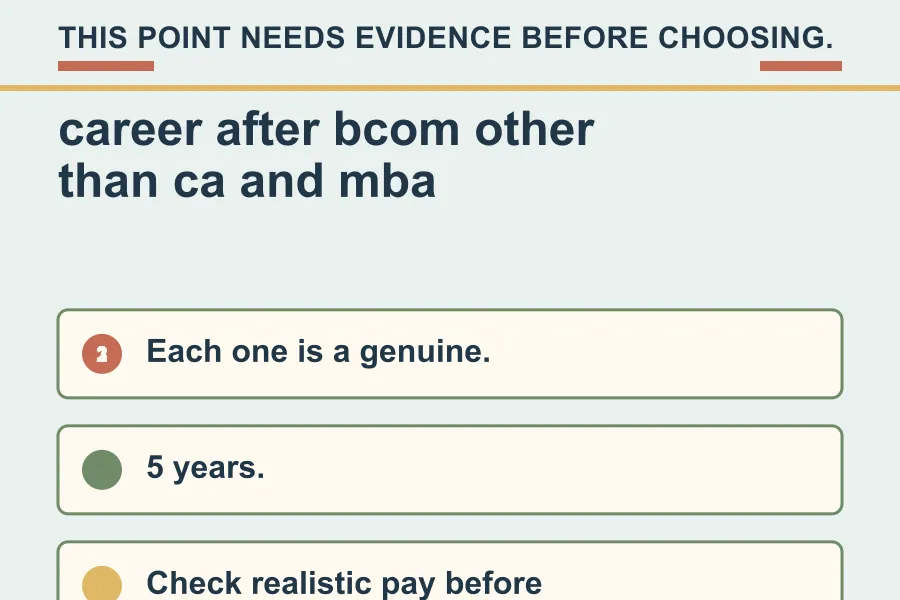 THIS POINT NEEDS EVIDENCE BEFORE CHOOSING.
career after bcom other
than ca and mba
Each one is a genuine.
5 years.
Check realistic pay before